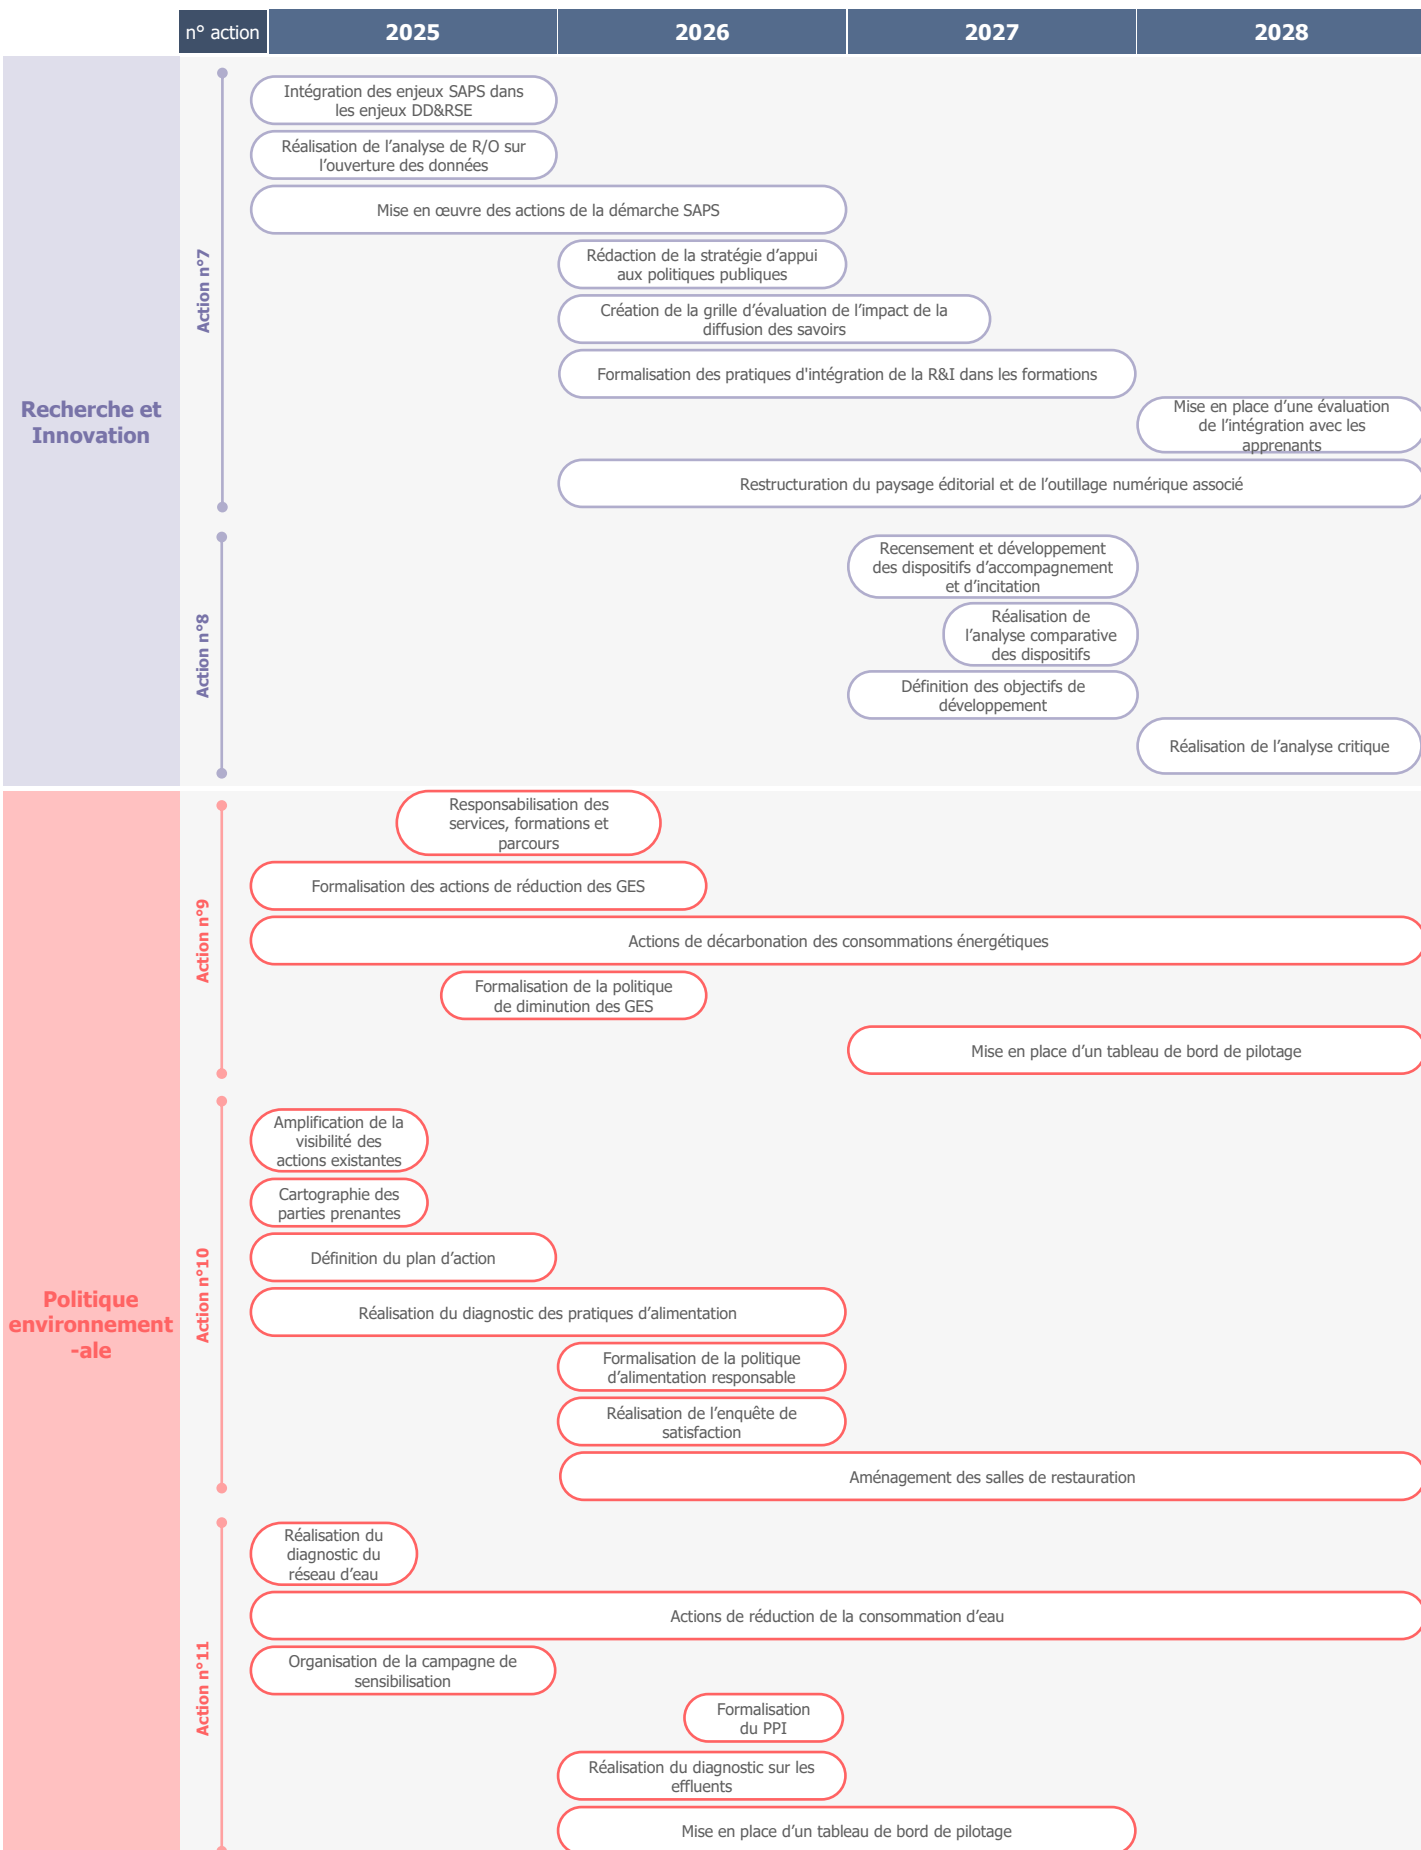 n° action
2025
2026
2027
2028
Recherche et
Innovation
Action n°7
Intégration des enjeux SAPS dans
les enjeux DD&RSE
Réalisation de l’analyse de R/O sur
l’ouverture des données
Mise en œuvre des actions de la démarche SAPS
Rédaction de la stratégie d’appui
aux politiques publiques
Création de la grille d’évaluation de l’impact de la
diffusion des savoirs
Formalisation des pratiques d'intégration de la R&I dans les formations
Mise en place d’une évaluation
de l’intégration avec les
apprenants
Restructuration du paysage éditorial et de l’outillage numérique associé
Action n°8
Recensement et développement
des dispositifs d’accompagnement
et d’incitation
Réalisation de
l’analyse comparative
des dispositifs
Définition des objectifs de
développement
Réalisation de l’analyse critique
Politique
environnement
-ale
Action n°9
Responsabilisation des
services, formations et
parcours
Formalisation des actions de réduction des GES
Actions de décarbonation des consommations énergétiques
Formalisation de la politique
de diminution des GES
Mise en place d’un tableau de bord de pilotage
Action n°10
Amplification de la
visibilité des
actions existantes
Cartographie des
parties prenantes
Définition du plan d’action
Réalisation du diagnostic des pratiques d’alimentation
Formalisation de la politique
d’alimentation responsable
Réalisation de l’enquête de
satisfaction
Aménagement des salles de restauration
Action n°11
Réalisation du
diagnostic du
réseau d’eau
Actions de réduction de la consommation d’eau
Organisation de la campagne de
sensibilisation
Formalisation
du PPI
Réalisation du diagnostic sur les
effluents
Mise en place d’un tableau de bord de pilotage